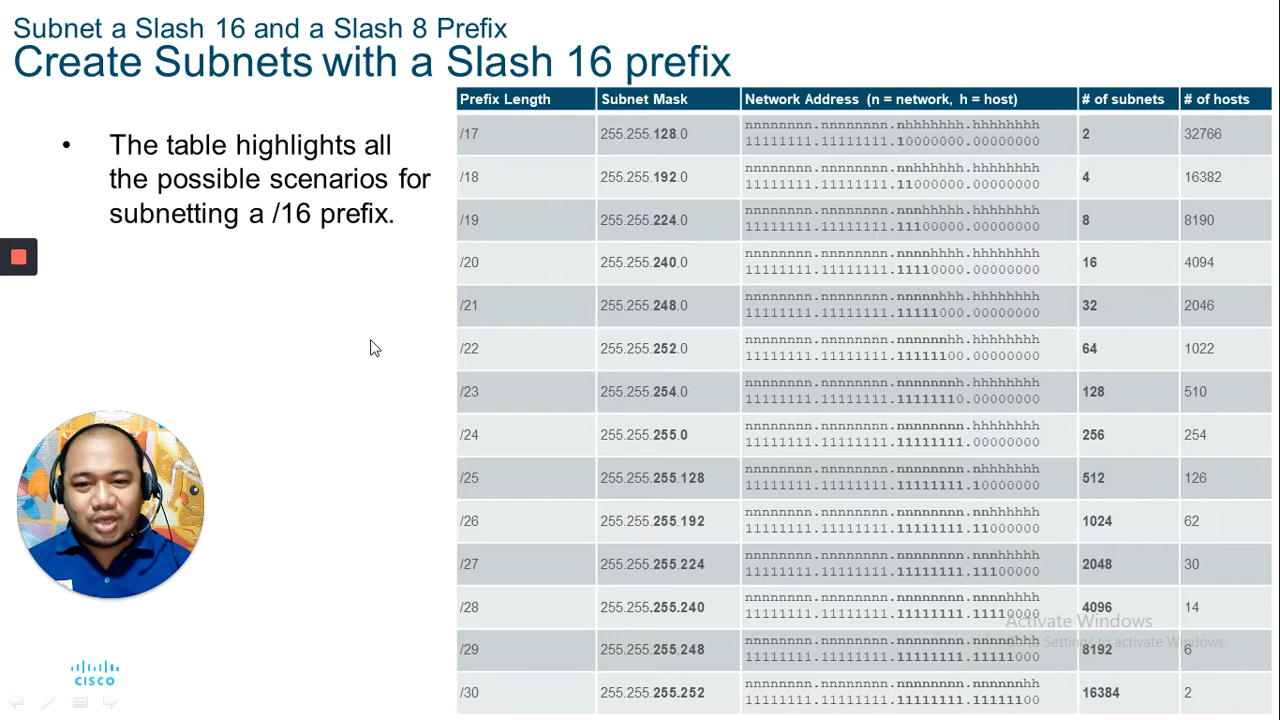 Subnet a Slash 16 and a Slash 8 Prefix
Create Subnets with a Slash 16 prefix
• The table highlights all
the possible scenarios for
subnetting a /16 prefix.
Prefix Length Subnet Mask Network Address (n = network, h = host) # of subnets # of hosts
/17 255.255.128.0 nnnnnnnn.nnnnnnnn.nhhhhhhh.hhhhhhhh 2 32766
11111111.11111111.10000000.00000000
/18 255.255.192.0 nnnnnnnn.nnnnnnnn.nnhhhhhh.hhhhhhhh 4 16382
11111111.11111111.11000000.00000000
/19 255.255.224.0 nnnnnnnn.nnnnnnnn.nnnhhhhh.hhhhhhhh 8 8190
11111111.11111111.11100000.00000000
/20 255.255.240.0 nnnnnnnn.nnnnnnnn.nnnnhhhh.hhhhhhhh 16 4094
11111111.11111111.11110000.00000000
/21 255.255.248.0 nnnnnnnn.nnnnnnnn.nnnnnhhh.hhhhhhhh 32 2046
11111111.11111111.11111000.00000000
/22 255.255.252.0 nnnnnnnn.nnnnnnnn.nnnnnnhh.hhhhhhhh 64 1022
11111111.11111111.11111100.00000000
/23 255.255.254.0 nnnnnnnn.nnnnnnnn.nnnnnnnh.hhhhhhhh 128 510
11111111.11111111.11111110.00000000
/24 255.255.255.0 nnnnnnnn.nnnnnnnn.nnnnnnnn.hhhhhhhh 256 254
11111111.11111111.11111111.00000000
/25 255.255.255.128 nnnnnnnn.nnnnnnnn.nnnnnnnn.nhhhhhhh 512 126
11111111.11111111.11111111.10000000
/26 255.255.255.192 nnnnnnnn.nnnnnnnn.nnnnnnnn.nnhhhhhh 1024 62
11111111.11111111.11111111.11000000
/27 255.255.255.224 nnnnnnnn.nnnnnnnn.nnnnnnnn.nnnhhhhh 2048 30
11111111.11111111.11111111.11100000
/28 255.255.255.240 nnnnnnnn.nnnnnnnn.nnnnnnnn.nnnnhhhh 4096 14
11111111.11111111.11111111.11110000
/29 255.255.255.248 nnnnnnnn.nnnnnnnn.nnnnnnnn.nnnnnhhh 8192 6
11111111.11111111.11111111.11111000
/30 255.255.255.252 nnnnnnnn.nnnnnnnn.nnnnnnnn.nnnnnnhh 16384 2
11111111.11111111.11111111.11111100
Activate Windows
Go to Settings to activate Windows.
CISCO